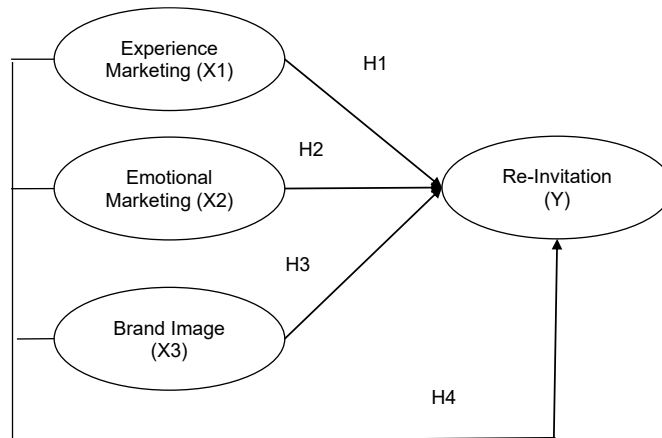 Experience
Marketing (X1)
H1
H2
Emotional
Marketing (X2)
Re-Invitation
(Y)
H3
Brand Image
(X3)
H4